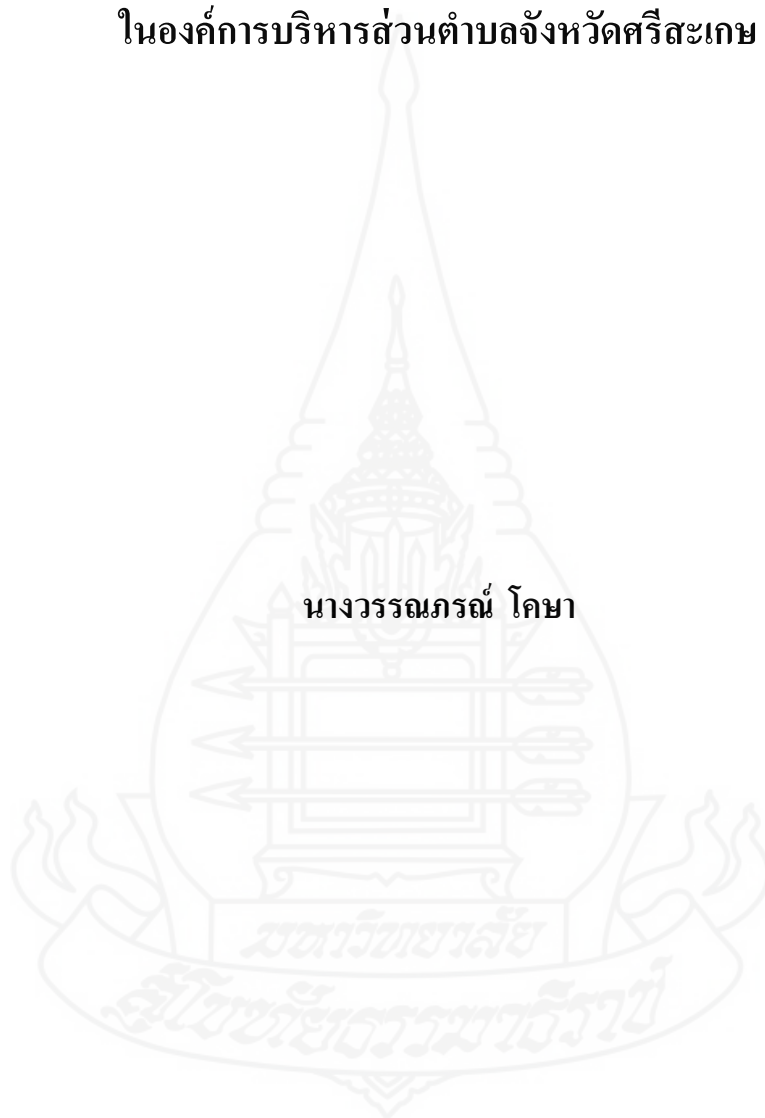 ในองค์การบริหารส่วนตำบลจังหวัดศรีสะเกษ
นางวรรณภรณ์ โคษา
มหาวิทยาลัย
สุโขทัยธรรมาธิราช